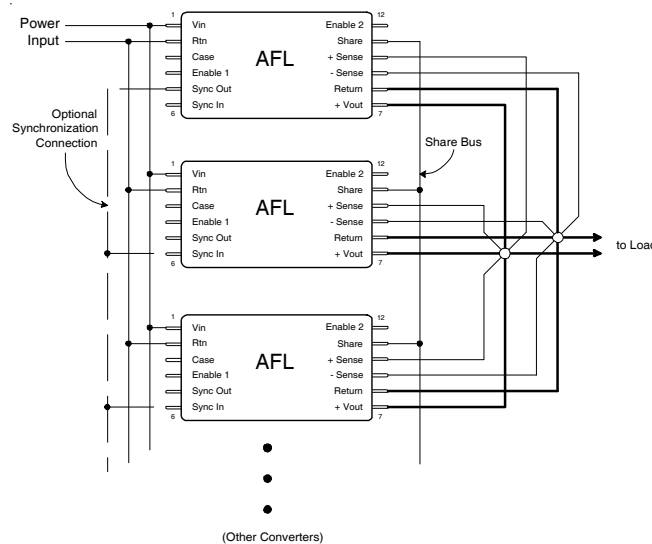 Power
Input
Optional
Synchronization
Connection
1
12
Vin
Rtn
Case
Enable 1
Sync Out
Sync In
AFL
Enable 2
Share
+ Sense
- Sense
Return
+ Vout
6
7
Share Bus
1
12
Vin
Rtn
Case
Enable 1
Sync Out
Sync In
AFL
Enable 2
Share
+ Sense
- Sense
Return
+ Vout
6
7
to Load
1
12
Vin
Rtn
Case
Enable 1
Sync Out
Sync In
AFL
Enable 2
Share
+ Sense
- Sense
Return
+ Vout
6
7
(Other Converters)